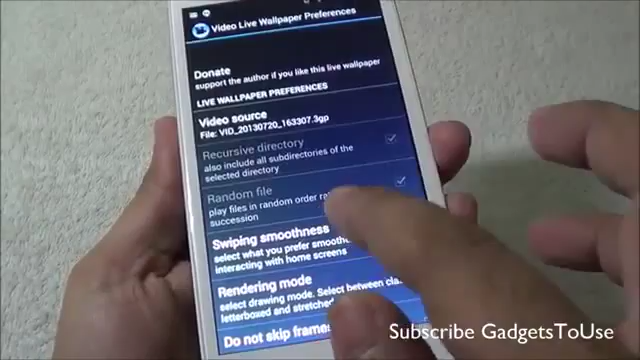 Video Live Wallpaper Preferences
Donate
support the author if you like this live wallpaper
LIVE WALLPAPER PREFERENCES
Video source
File: VID_20130720_163307.3gp
Recursive directory
also include all subdirectories of the
selected directory
Random file
play files in random order
succession
Swiping smoothness
select what you prefer
interacting with home screens
Rendering mode
select drawing mode. Select between
letterboxed and stretched
Do not skip frames
Subscribe GadgetsToUse